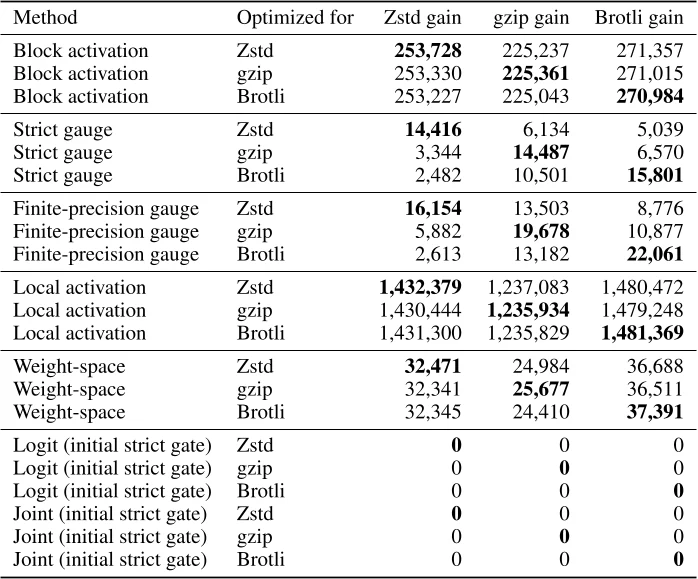 Method Optimized for Zstd gain gzip gain Brotli gain
Block activation Zstd 253,728 225,237 271,357
Block activation gzip 253,330 225,361 271,015
Block activation Brotli 253,227 225,043 270,984
Strict gauge Zstd 14,416 6,134 5,039
Strict gauge gzip 3,344 14,487 6,570
Strict gauge Brotli 2,482 10,501 15,801
Finite-precision gauge Zstd 16,154 13,503 8,776
Finite-precision gauge gzip 5,882 19,678 10,877
Finite-precision gauge Brotli 2,613 13,182 22,061
Local activation Zstd 1,432,379 1,237,083 1,480,472
Local activation gzip 1,430,444 1,235,934 1,479,248
Local activation Brotli 1,431,300 1,235,829 1,481,369
Weight-space Zstd 32,471 24,984 36,688
Weight-space gzip 32,341 25,677 36,511
Weight-space Brotli 32,345 24,410 37,391
Logit (initial strict gate) Zstd 0 0 0
Logit (initial strict gate) gzip 0 0 0
Logit (initial strict gate) Brotli 0 0 0
Joint (initial strict gate) Zstd 0 0 0
Joint (initial strict gate) gzip 0 0 0
Joint (initial strict gate) Brotli 0 0 0